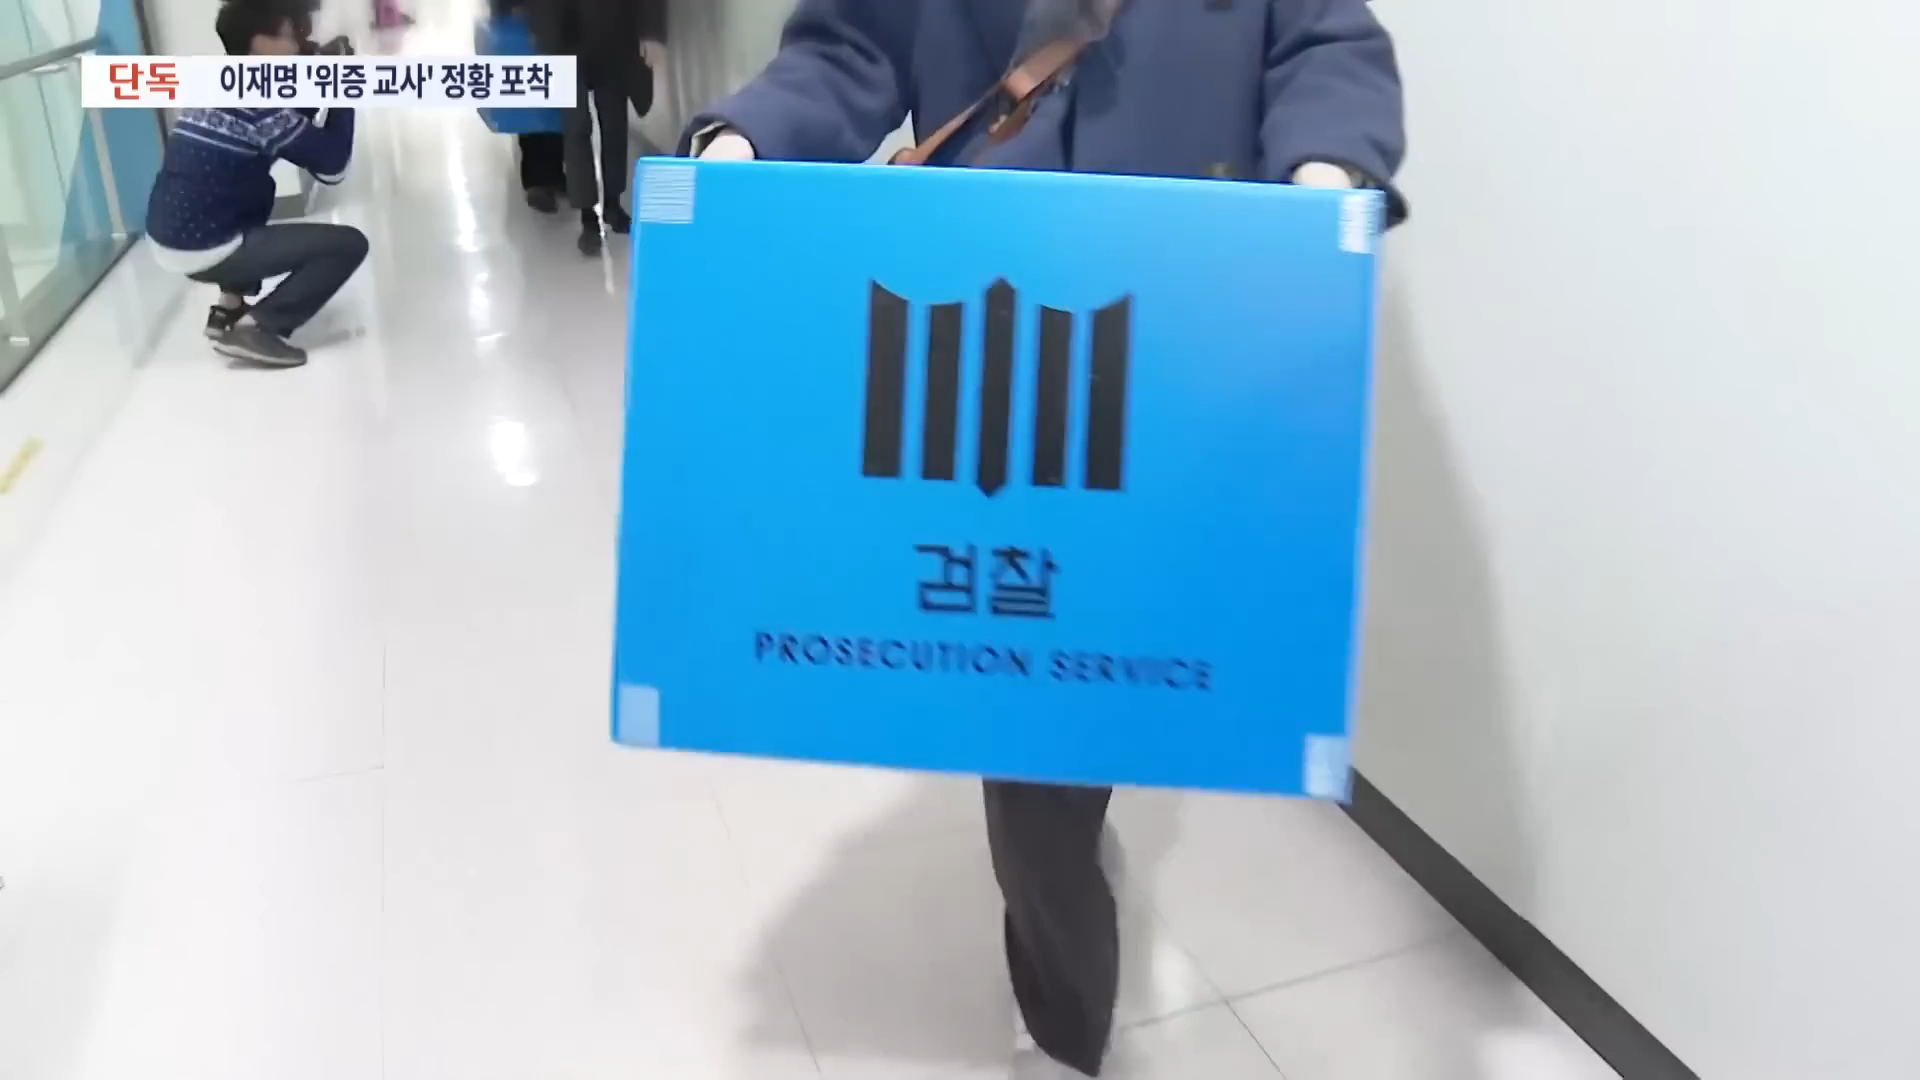 단독 이재명 '위증 교사' 정황 포착
검찰
PROSECUTION SERVICE